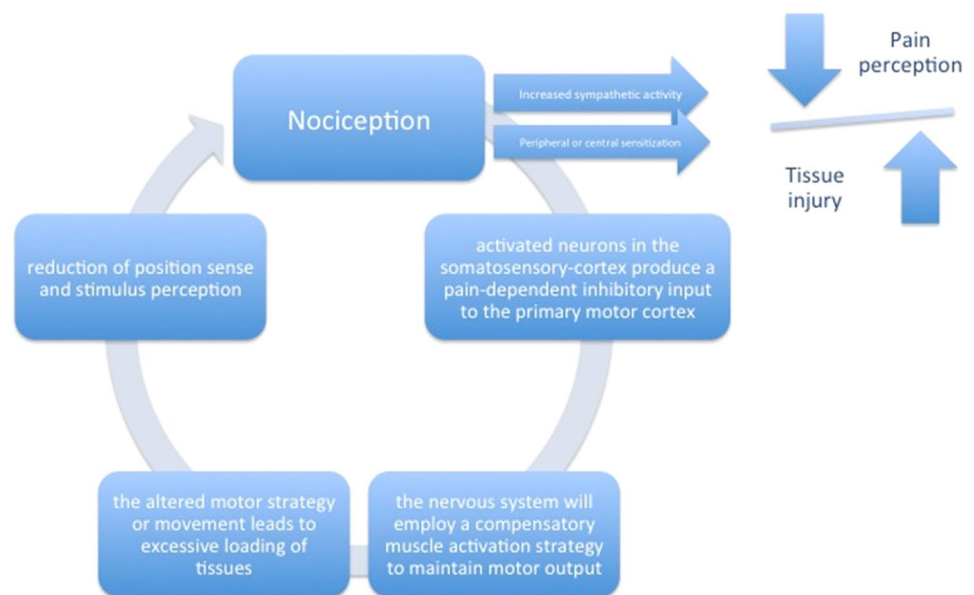 Nociception
Increased sympathetic activity
Peripheral or central sensitization
Pain
perception
Tissue
injury
activated neurons in the
somatosensory-cortex produce a
pain-dependent inhibitory input
to the primary motor cortex
the nervous system will
employ a compensatory
muscle activation strategy
to maintain motor output
the altered motor strategy
or movement leads to
excessive loading of
tissues
reduction of position sense
and stimulus perception